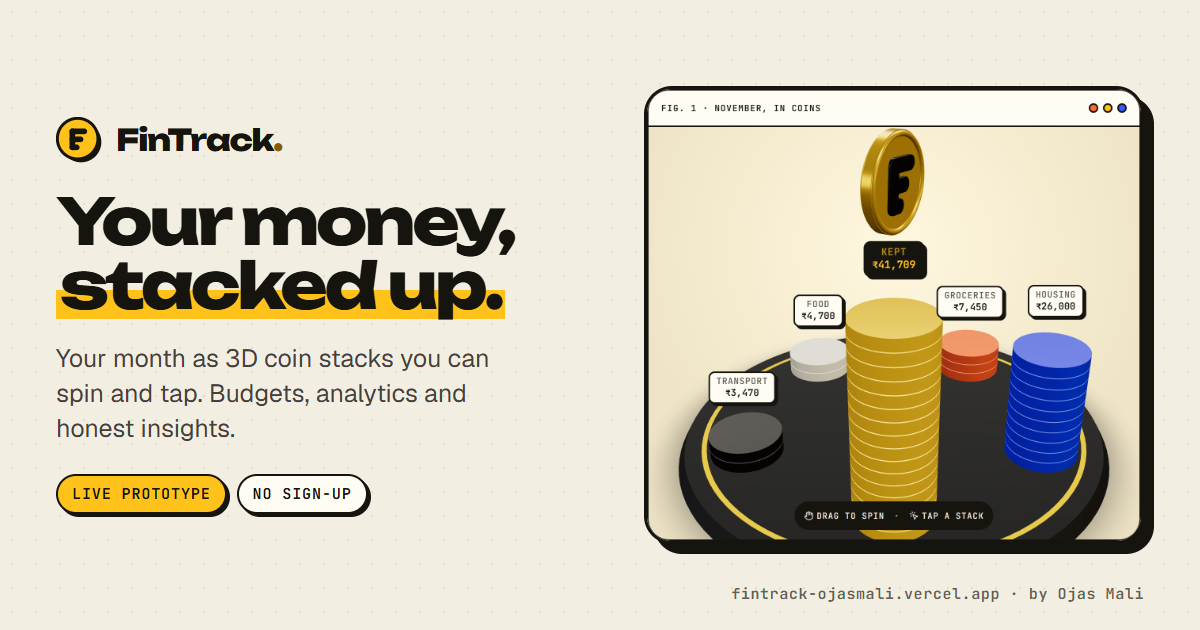 FinTrack.
Your money,
stacked up.
Your month as 3D coin stacks you can
spin and tap. Budgets, analytics and
honest insights.
LIVE PROTOTYPE
NO SIGN-UP
FIG. 1 · NOVEMBER, IN COINS
KEPT
₹41,709
FOOD
₹4,700
GROCERIES
₹7,450
HOUSING
₹26,000
TRANSPORT
₹3,470
DRAG TO SPIN · TAP A STACK
fintrack-ojasmali.vercel.app · by Ojas Mali